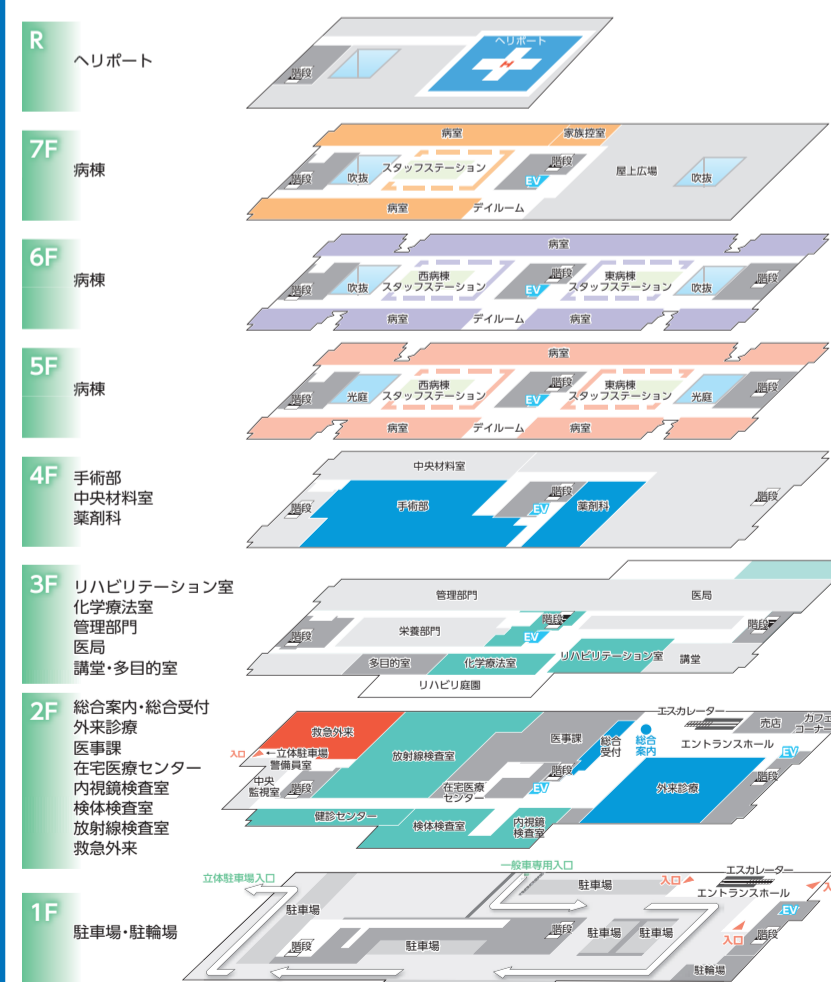 R
ヘリポート
ヘリポート
H
階段
7F
病棟
病室
家族控室
階段
吹抜
スタッフステーション
階段
EV
屋上広場
吹抜
病室
デイルーム
6F
病棟
病室
階段
吹抜
西病棟
スタッフステーション
階段
EV
東病棟
スタッフステーション
吹抜
階段
病室
デイルーム
病室
5F
病棟
病室
階段
光庭
西病棟
スタッフステーション
階段
EV
東病棟
スタッフステーション
光庭
階段
病室
デイルーム
病室
4F
手術部
中央材料室
薬剤科
中央材料室
階段
手術部
階段
EV
薬剤科
階段
3F
リハビリテーション室
化学療法室
管理部門
医局
講堂・多目的室
管理部門
医局
階段
栄養部門
階段
EV
階段
多目的室
化学療法室
リハビリテーション室
講堂
リハビリ庭園
2F
総合案内・総合受付
外来診療
医事課
在宅医療センター
内視鏡検査室
検体検査室
放射線検査室
救急外来
エスカレーター
売店
カフェ
コーナー
救急外来
入口
←立体駐車場
警備員室
放射線検査室
医事課
総合
受付
総合
案内
エントランスホール
EV
中央
監視室
階段
在宅医療
センター
階段
EV
外来診療
階段
健診センター
検体検査室
内視鏡
検査室
1F
駐車場・駐輪場
立体駐車場入口
一般車専用入口
エスカレーター
駐車場
入口
エントランスホール
駐車場
EV
階段
駐車場
階段
駐車場
駐車場
入口
階段
駐輪場